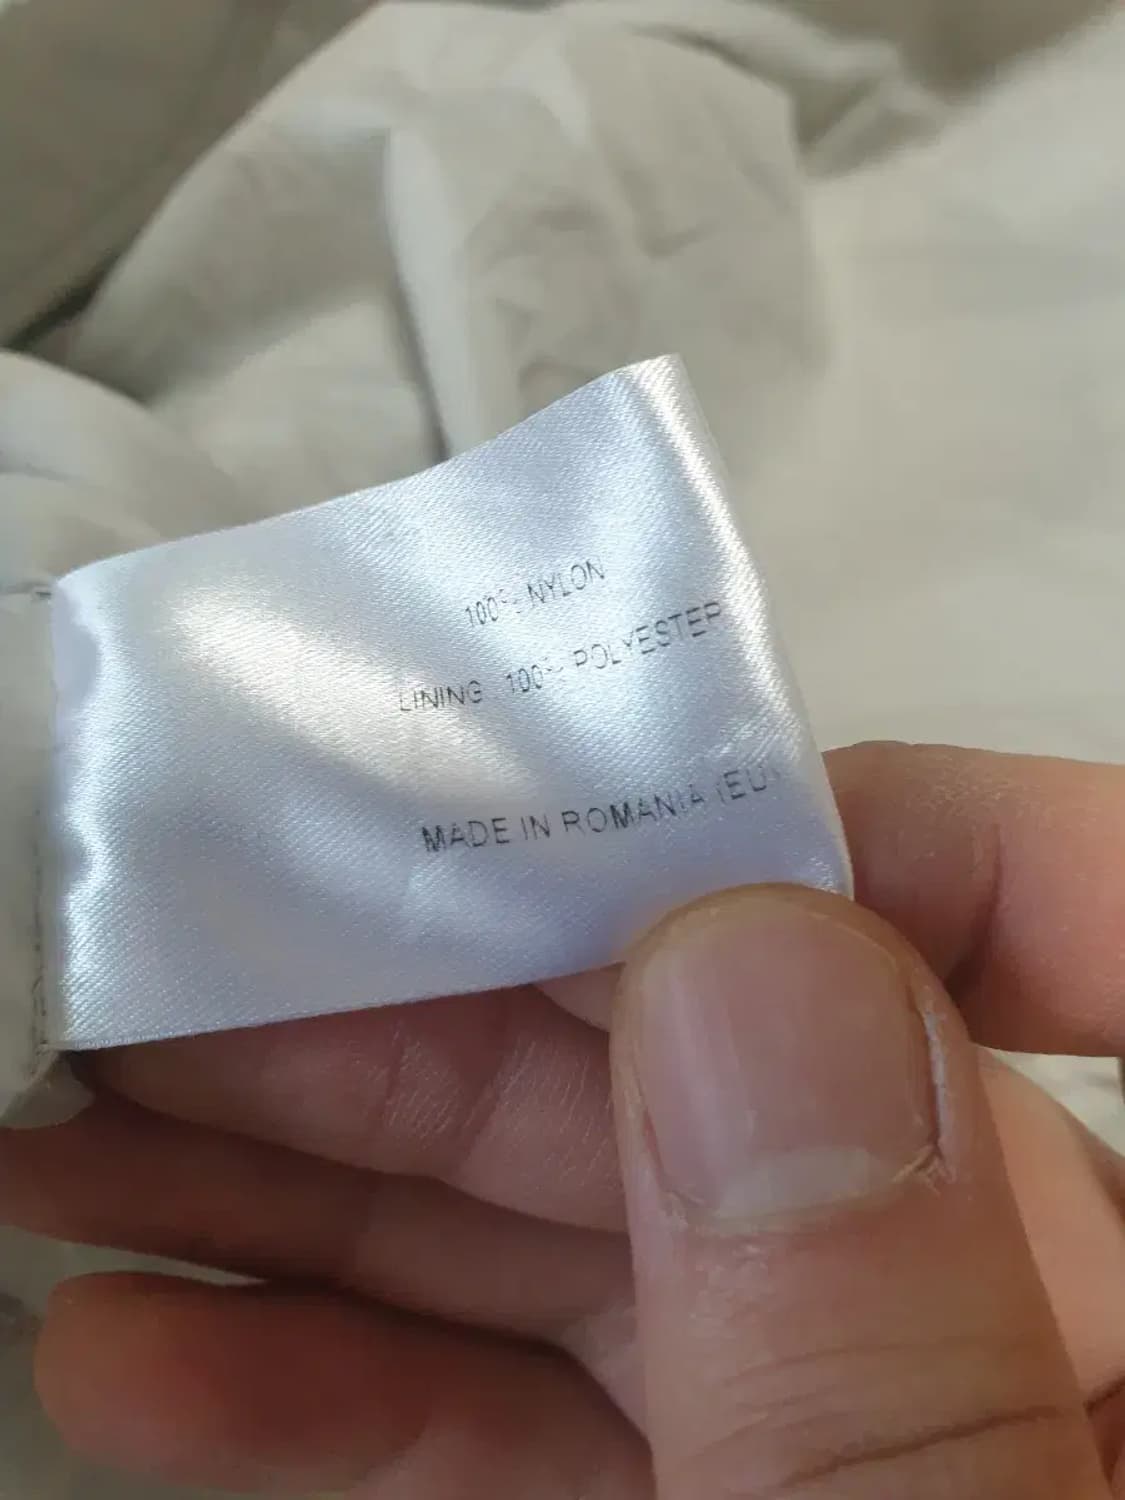 100% NYLON
LINING 100% POLYESTER
MADE IN ROMANIA (EU)